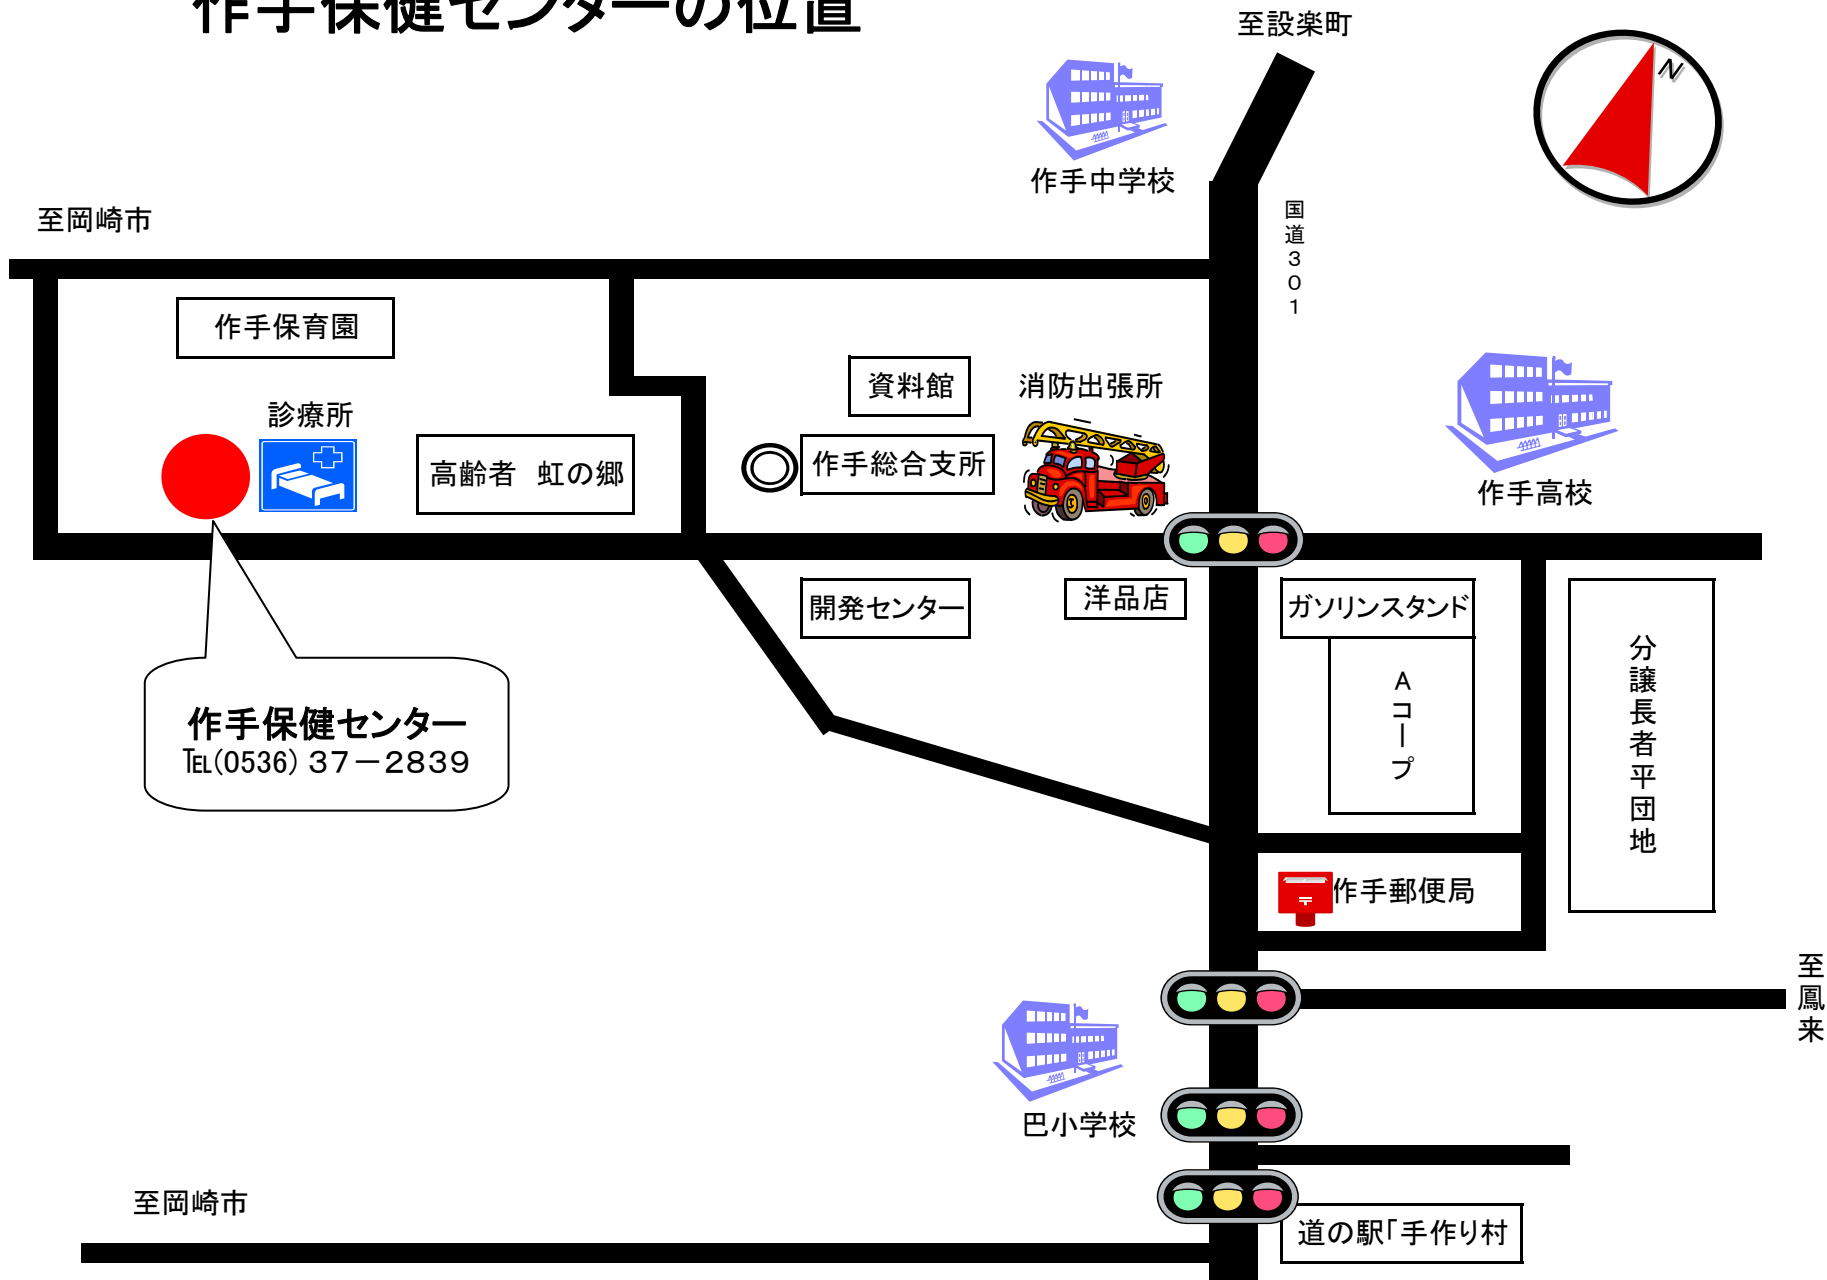 作手保健センターの位置
至設楽町
N
作手中学校
至岡崎市
国道301
作手保育園
資料館
消防出張所
診療所
高齢者　虹の郷
作手総合支所
作手高校
開発センター
洋品店
ガソリンスタンド
Aコープ
分譲長者平団地
作手保健センター
℡(0536) 37－2839
作手郵便局
至鳳来
巴小学校
至岡崎市
道の駅「手作り村